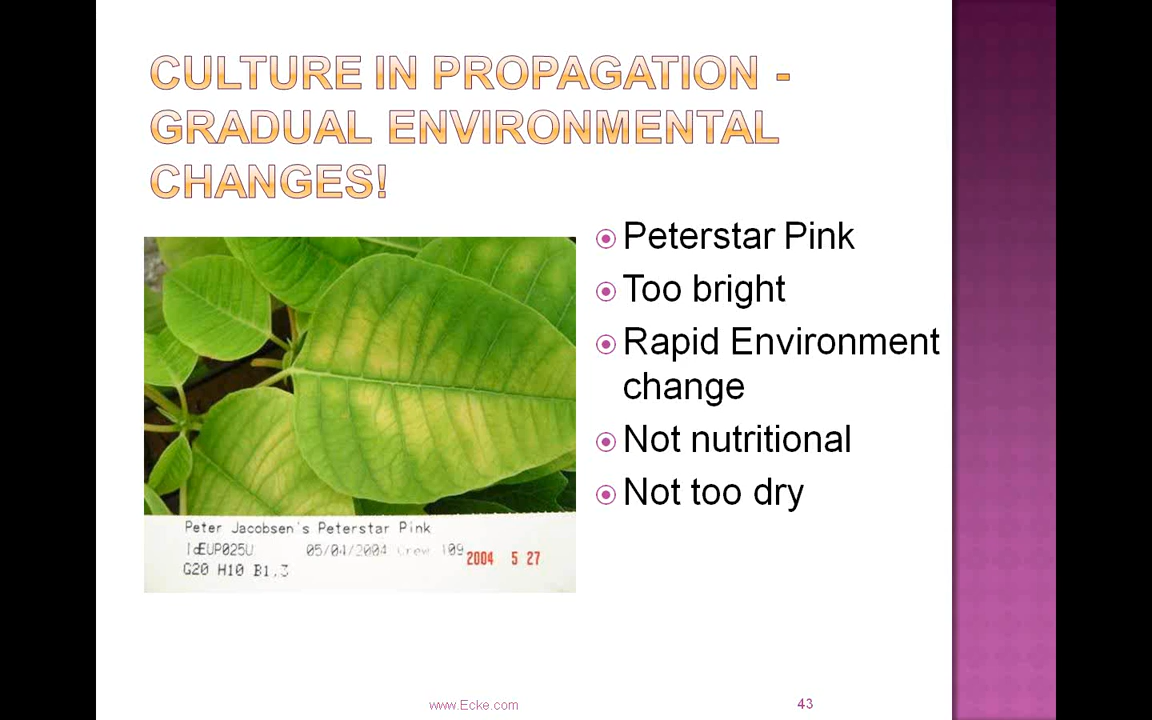 CULTURE IN PROPAGATION -
GRADUAL ENVIRONMENTAL
CHANGES!
Peterstar Pink
Too bright
Rapid Environment
change
Not nutritional
Not too dry
Peter Jacobsen's Peterstar Pink
EUP025U 05/04/2004 Crew 109
2004 5 27
G20 H10 B1,3
www.Ecke.com
43